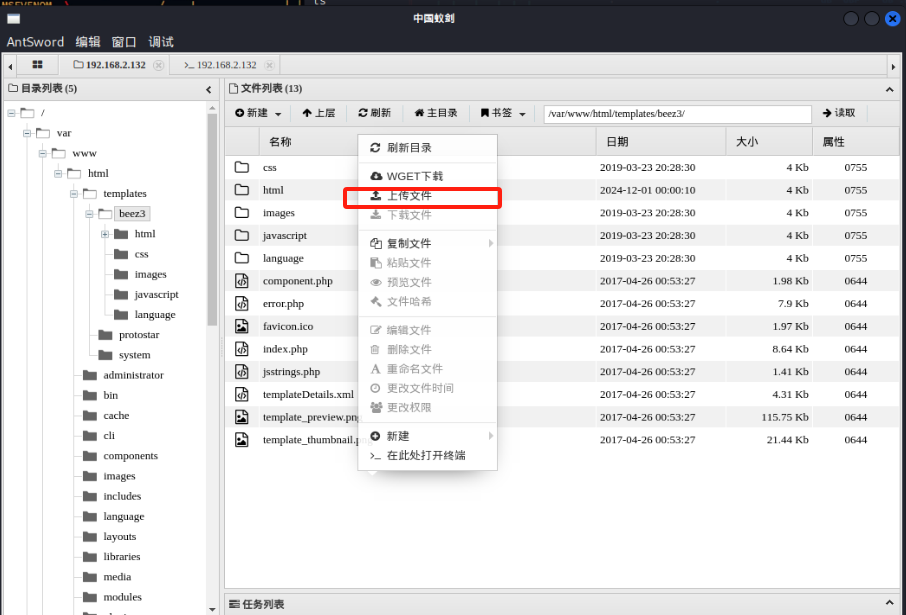 ls
中国蚁剑
AntSword 编辑 窗口 调试
192.168.2.132
>_ 192.168.2.132
目录列表 (5)
/
var
www
html
templates
beez3
html
css
images
javascript
language
protostar
system
administrator
bin
cache
cli
components
images
includes
language
layouts
libraries
media
modules
文件列表 (13)
新建 上层 刷新 主目录 书签 /var/www/html/templates/beez3/ 读取
名称 日期 大小 属性
css 2019-03-23 20:28:30 4 Kb 0755
html 2024-12-01 00:00:10 4 Kb 0755
images 2019-03-23 20:28:30 4 Kb 0755
javascript 2019-03-23 20:28:30 4 Kb 0755
language 2019-03-23 20:28:30 4 Kb 0755
component.php 2017-04-26 00:53:27 1.98 Kb 0644
error.php 2017-04-26 00:53:27 7.9 Kb 0644
favicon.ico 2017-04-26 00:53:27 1.97 Kb 0644
index.php 2017-04-26 00:53:27 8.64 Kb 0644
jsstrings.php 2017-04-26 00:53:27 1.41 Kb 0644
templateDetails.xml 2017-04-26 00:53:27 4.31 Kb 0644
template_preview.png 2017-04-26 00:53:27 115.75 Kb 0644
template_thumbnail.p 2017-04-26 00:53:27 21.44 Kb 0644
刷新目录
WGET下载
上传文件
下载文件
复制文件
粘贴文件
预览文件
文件哈希
编辑文件
删除文件
重命名文件
更改文件时间
更改权限
新建
>_ 在此处打开终端
任务列表